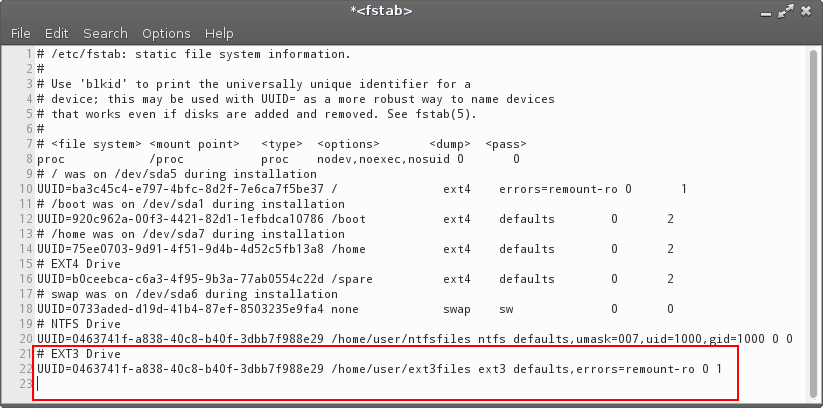 *<fstab>
File Edit Search Options Help
1 # /etc/fstab: static file system information.
2 #
3 # Use 'blkid' to print the universally unique identifier for a
4 # device; this may be used with UUID= as a more robust way to name devices
5 # that works even if disks are added and removed. See fstab(5).
6 #
7 # <file system> <mount point> <type> <options> <dump> <pass>
8 proc /proc proc nodev,noexec,nosuid 0 0
9 # / was on /dev/sda5 during installation
10 UUID=ba3c45c4-e797-4bfc-8d2f-7e6ca7f5be37 / ext4 errors=remount-ro 0 1
11 # /boot was on /dev/sda1 during installation
12 UUID=920c962a-00f3-4421-82d1-1efbdca10786 /boot ext4 defaults 0 2
13 # /home was on /dev/sda7 during installation
14 UUID=75ee0703-9d91-4f51-9d4b-4d52c5fb13a8 /home ext4 defaults 0 2
15 # EXT4 Drive
16 UUID=b0ceebca-c6a3-4f95-9b3a-77ab0554c22d /spare ext4 defaults 0 2
17 # swap was on /dev/sda6 during installation
18 UUID=0733aded-d19d-41b4-87ef-8503235e9fa4 none swap sw 0 0
19 # NTFS Drive
20 UUID=0463741f-a838-40c8-b40f-3dbb7f988e29 /home/user/ntfsfiles ntfs defaults,umask=007,uid=1000,gid=1000 0 0
21 # EXT3 Drive
22 UUID=0463741f-a838-40c8-b40f-3dbb7f988e29 /home/user/ext3files ext3 defaults,errors=remount-ro 0 1
23